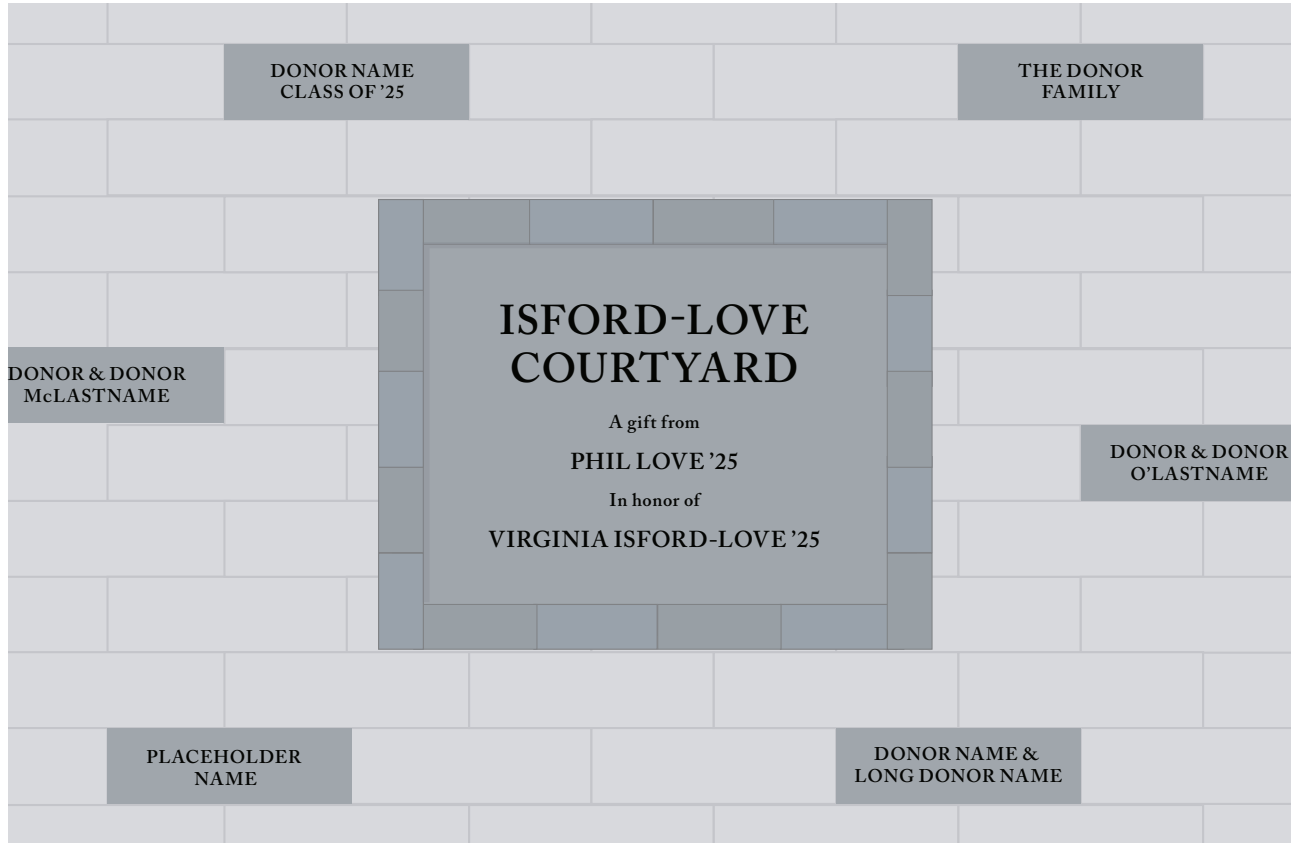 DONOR NAME
CLASS OF ’25
THE DONOR
FAMILY
ISFORD-LOVE
COURTYARD
A gift from
PHIL LOVE ’25
In honor of
VIRGINIA ISFORD-LOVE ’25
DONOR & DONOR
McLASTNAME
DONOR & DONOR
O’LASTNAME
PLACEHOLDER
NAME
DONOR NAME &
LONG DONOR NAME